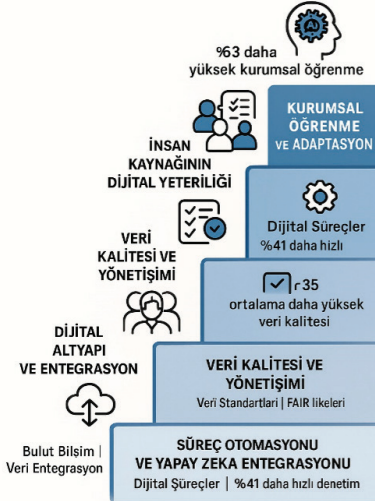 %63 daha
yüksek kurumsal öğrenme
KURUMSAL
ÖĞRENME
VE ADAPTASYON
İNSAN
KAYNAĞININ
DİJİTAL YETERİLİĞİ
Dijital Süreçler
%41 daha hızlı
VERİ
KALİTESİ VE
YÖNETİŞİMİ
r35
ortalama daha yüksek
veri kalitesi
DİJİTAL
ALTYAPI
VE ENTEGRASYON
VERİ KALİTESİ VE
YÖNETİŞİMİ
Veri Standartlari | FAIR likeleri
Bulut Bilşim |
Veri Entegrasyon
SÜREÇ OTOMASYONU
VE YAPAY ZEKA ENTEGRASYONU
Dijital Süreçler | %41 daha hızlı denetim